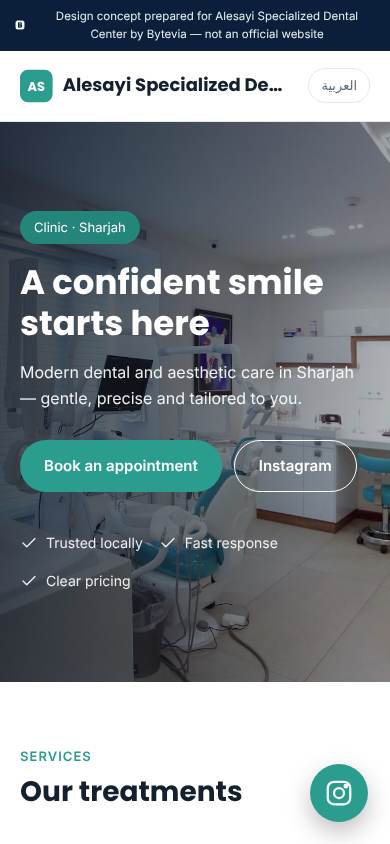 Design concept prepared for Alesayi Specialized Dental
Center by Bytevia — not an official website
AS
Alesayi Specialized De...
العربية
Clinic · Sharjah
A confident smile
starts here
Modern dental and aesthetic care in Sharjah
— gentle, precise and tailored to you.
Book an appointment
Instagram
Trusted locally
Fast response
Clear pricing
SERVICES
Our treatments